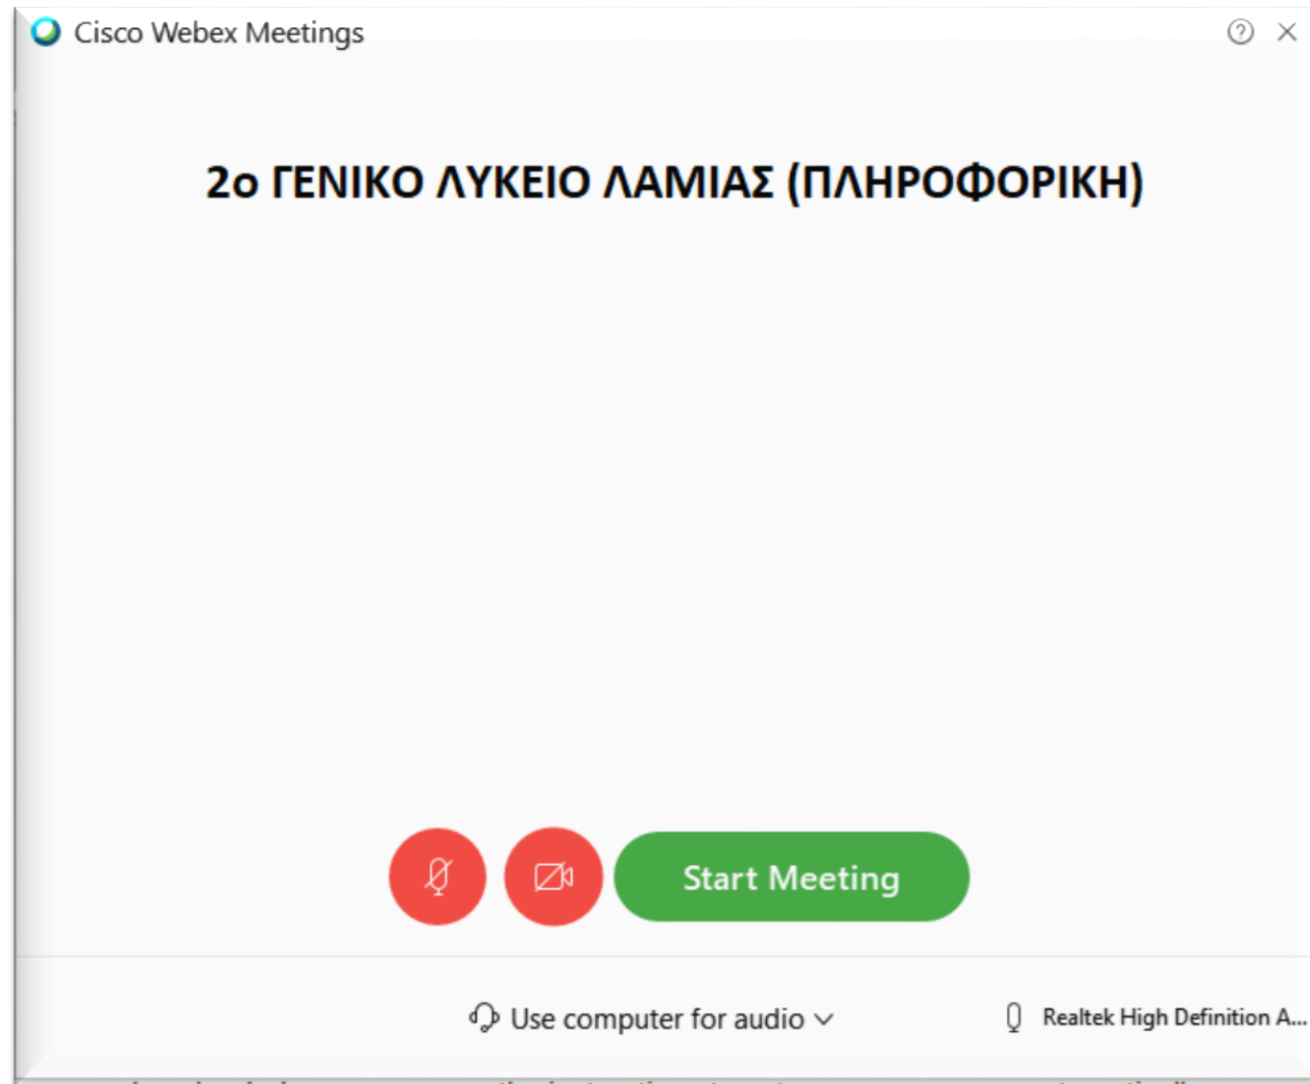 Cisco Webex Meetings
2ο ΓΕΝΙΚΟ ΛΥΚΕΙΟ ΛΑΜΙΑΣ (ΠΛΗΡΟΦΟΡΙΚΗ)
Start Meeting
Use computer for audio
Realtek High Definition A...